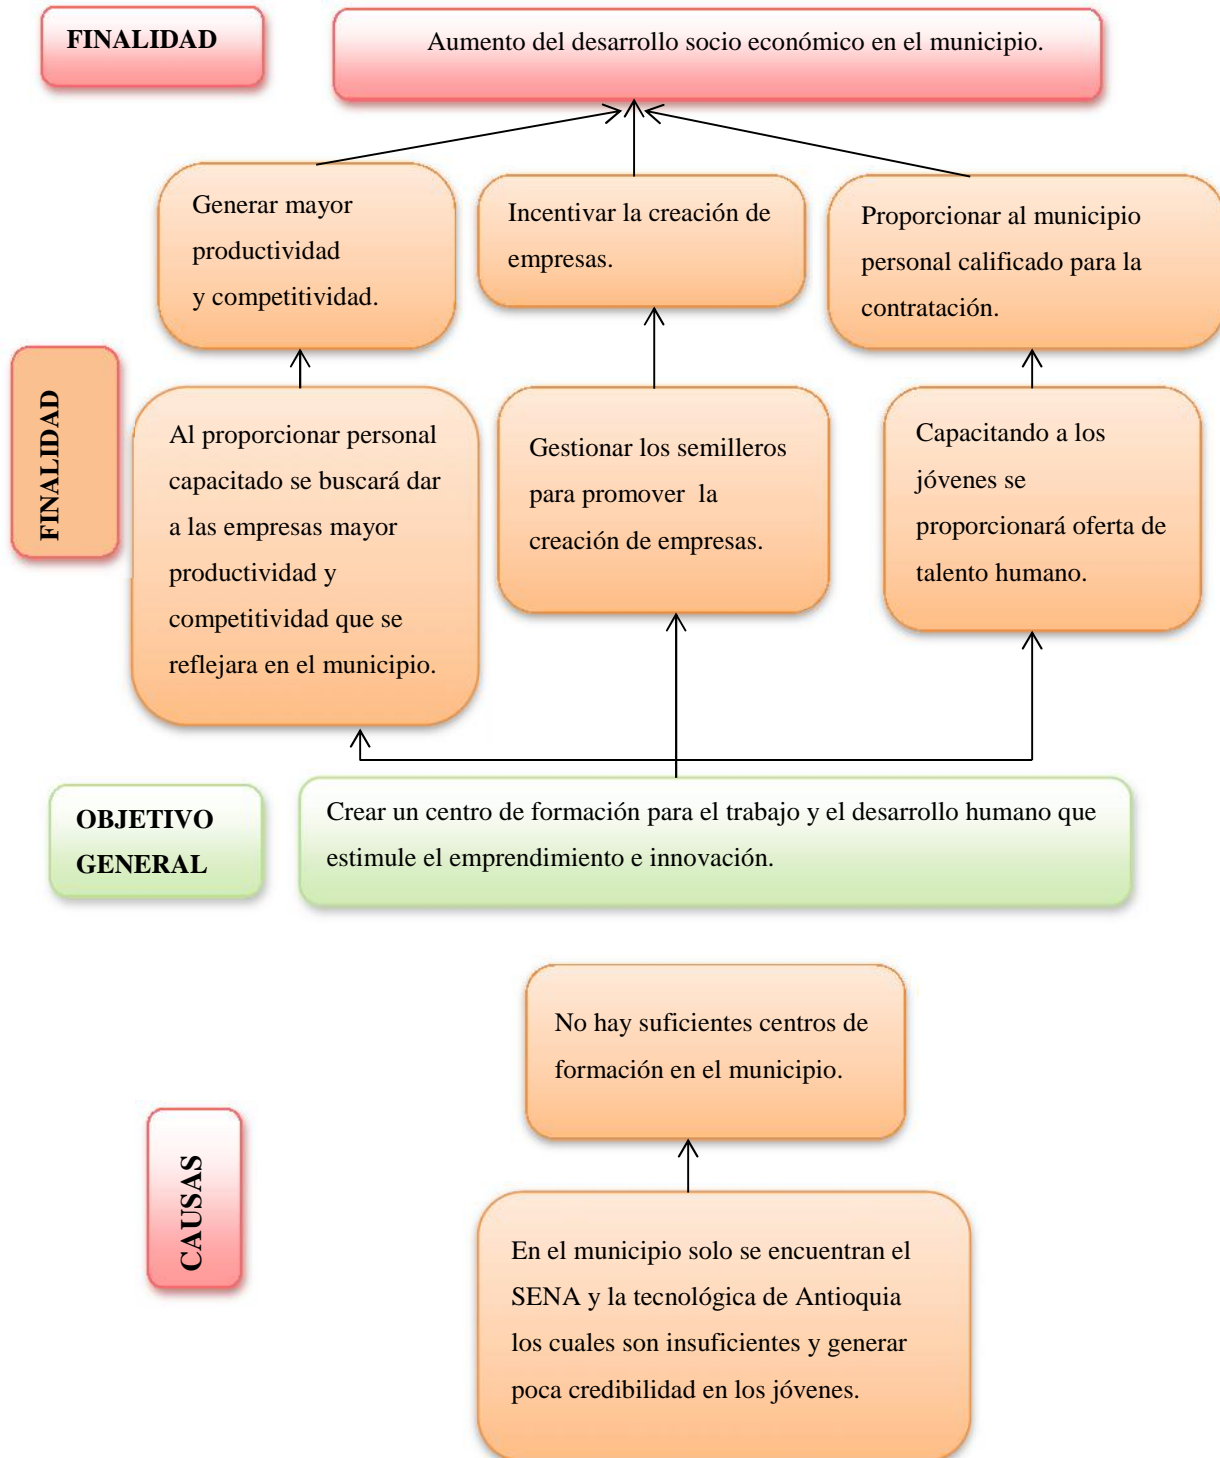 FINALIDAD
Aumento del desarrollo socio económico en el municipio.
Generar mayor
productividad
y competitividad.
Incentivar la creación de
empresas.
Proporcionar al municipio
personal calificado para la
contratación.
FINALIDAD
Al proporcionar personal
capacitado se buscará dar
a las empresas mayor
productividad y
competitividad que se
reflejara en el municipio.
Gestionar los semilleros
para promover la
creación de empresas.
Capacitando a los
jóvenes se
proporcionará oferta de
talento humano.
OBJETIVO
GENERAL
Crear un centro de formación para el trabajo y el desarrollo humano que
estimule el emprendimiento e innovación.
No hay suficientes centros de
formación en el municipio.
CAUSAS
En el municipio solo se encuentran el
SENA y la tecnológica de Antioquia
los cuales son insuficientes y generar
poca credibilidad en los jóvenes.